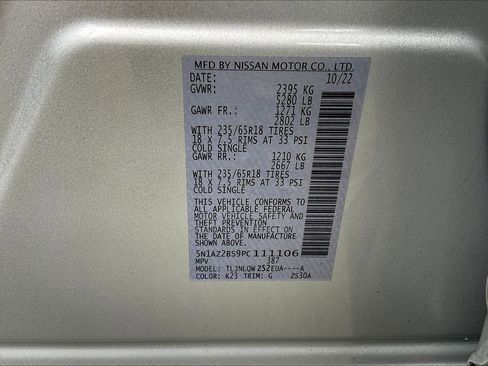 MFD BY NISSAN MOTOR CO., LTD.
DATE: 10/22
GVWR: 2395 KG
5280 LB
GAWR FR.: 1271 KG
2802 LB
WITH 235/65R18 TIRES
18 X 7.5 RIMS AT 33 PSI
COLD SINGLE
GAWR RR.: 1210 KG
2667 LB
WITH 235/65R18 TIRES
18 X 7.5 RIMS AT 33 PSI
COLD SINGLE
THIS VEHICLE CONFORMS TO
ALL APPLICABLE FEDERAL
MOTOR VEHICLE SAFETY AND
THEFT PREVENTION
STANDARDS IN EFFECT ON
THE DATE OF MANUFACTURE
SHOWN ABOVE.
5N1AZ2BS9PC111106
MPV 387
MODEL: TLJNLQW Z52EUA----A
COLOR: K23 TRIM: G ZS30A